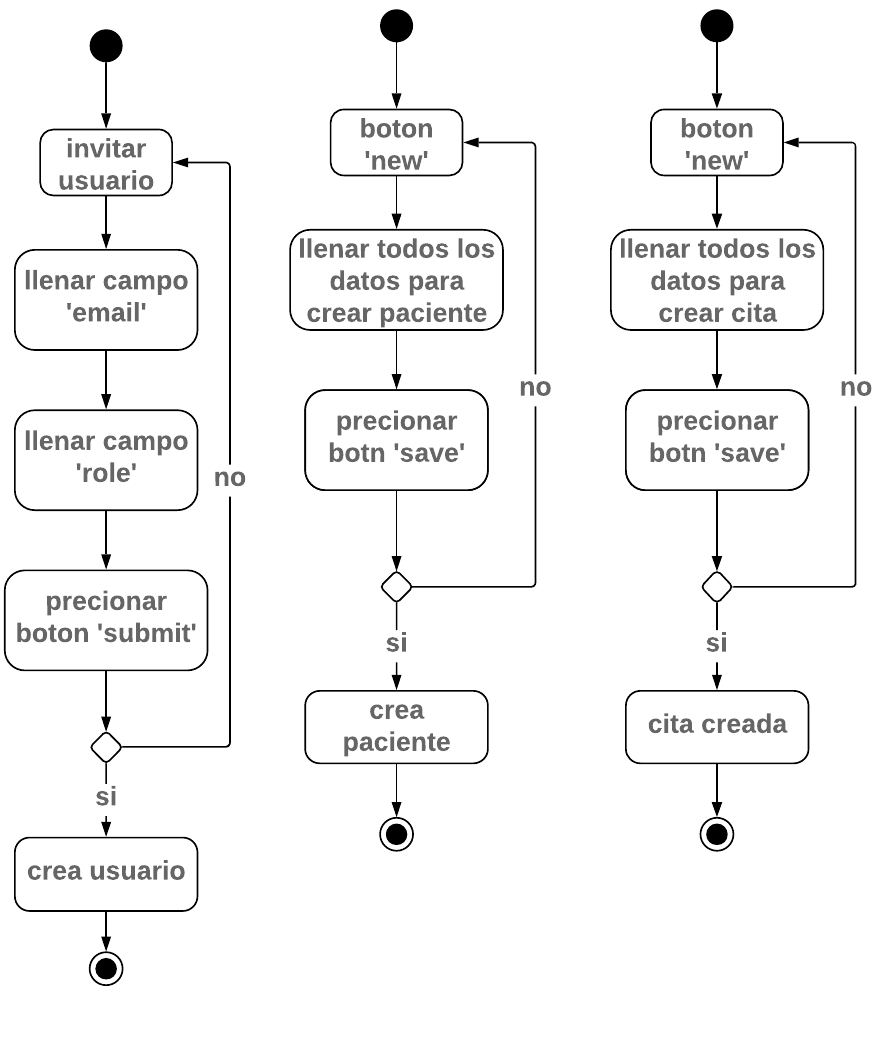 invitar
usuario
llenar campo
'email'
llenar campo
'role'
no
precionar
boton 'submit'
si
crea usuario
boton
'new'
llenar todos los
datos para
crear paciente
no
precionar
botn 'save'
si
crea
paciente
boton
'new'
llenar todos los
datos para
crear cita
no
precionar
botn 'save'
si
cita creada